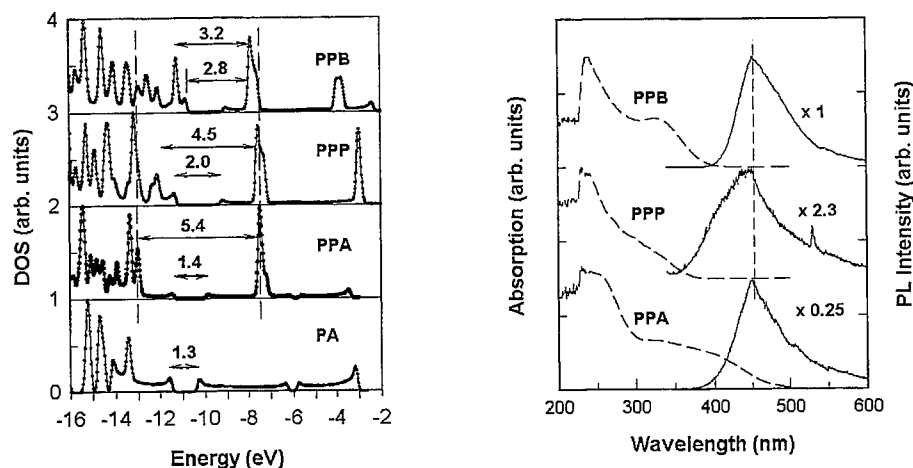 4
3
2
1
0
DOS (arb. units)
3.2
2.8
PPB
4.5
2.0
PPP
5.4
1.4
PPA
1.3
PA
-16 -14 -12 -10 -8 -6 -4 -2
Energy (eV)
Absorption (arb. units)
PPB
x 1
PPP
x 2.3
PPA
x 0.25
200 300 400 500 600
Wavelength (nm)
PL Intensity (arb. units)